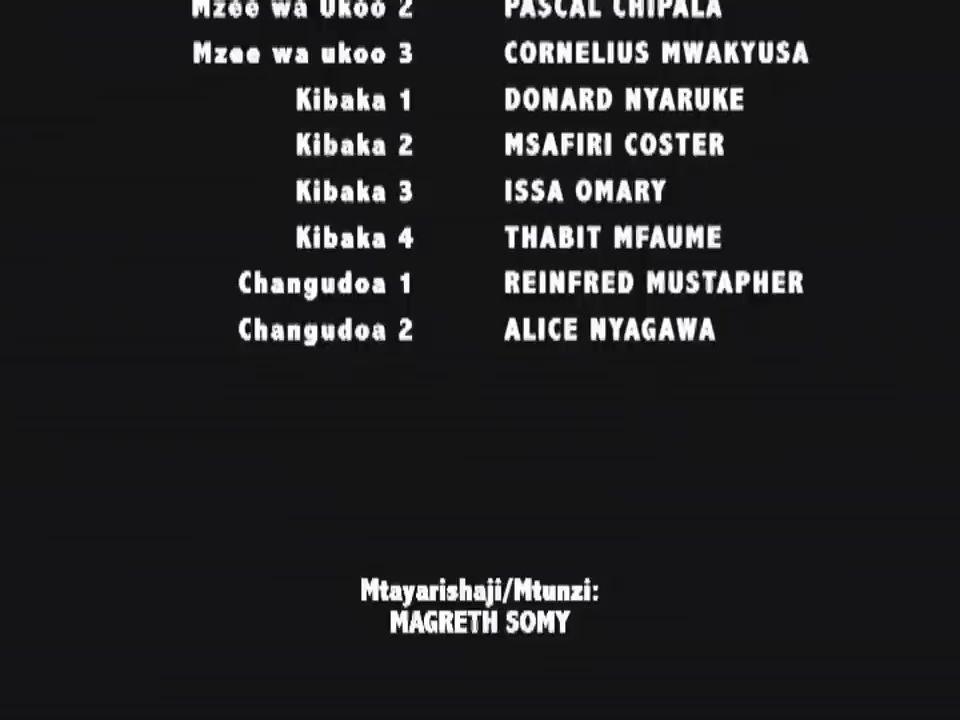 Mzee wa Ukoo 2 PASCAL CHIPALA
Mzee wa ukoo 3 CORNELIUS MWAKYUSA
Kibaka 1 DONARD NYARUKE
Kibaka 2 MSAFIRI COSTER
Kibaka 3 ISSA OMARY
Kibaka 4 THABIT MFAUME
Changudoa 1 REINFRED MUSTAPHER
Changudoa 2 ALICE NYAGAWA
Mtayarishaji/Mtunzi:
MAGRETH SOMY